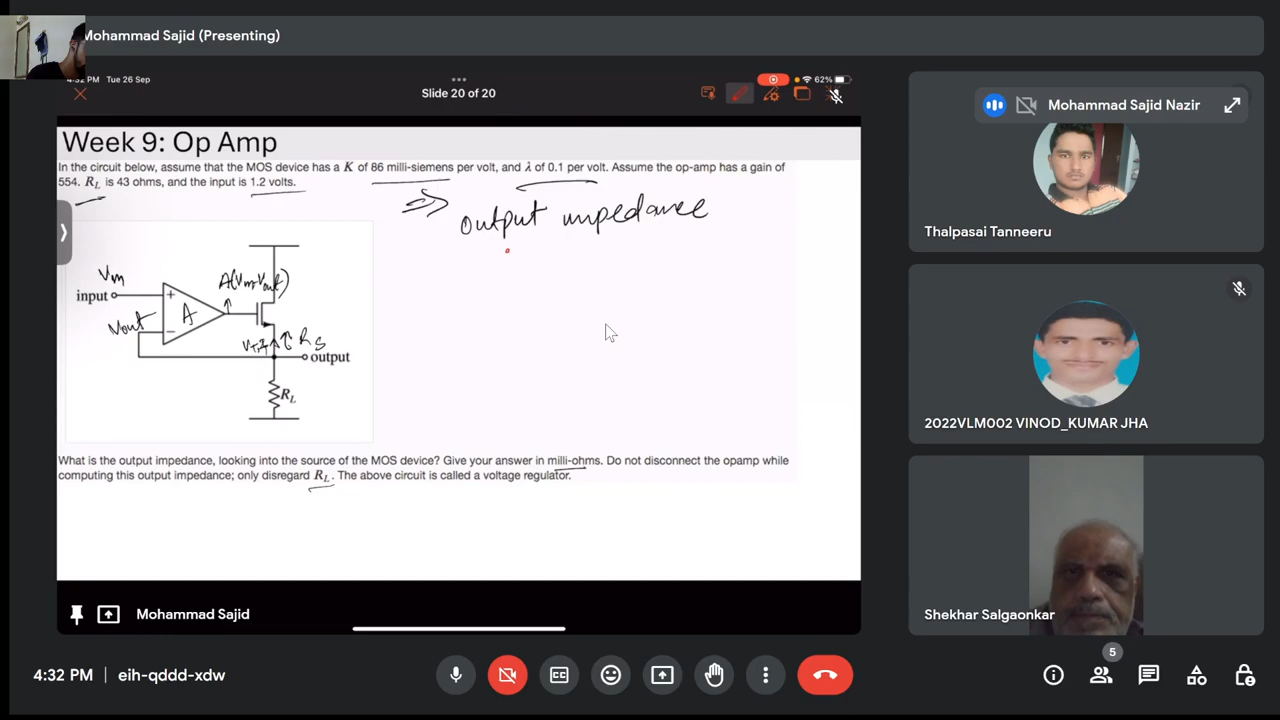 Mohammad Sajid (Presenting)
4:32 PM Tue 26 Sep
62%
Slide 20 of 20
Week 9: Op Amp
In the circuit below, assume that the MOS device has a K of 86 milli-siemens per volt, and λ of 0.1 per volt. Assume the op-amp has a gain of
554. RL is 43 ohms, and the input is 1.2 volts.
⇒ output impedance
Vin
A(Vin-Vout)
input
+
A
Vout
-
Rs
output
RL
What is the output impedance, looking into the source of the MOS device? Give your answer in milli-ohms. Do not disconnect the opamp while
computing this output impedance; only disregard RL. The above circuit is called a voltage regulator.
Mohammad Sajid
Mohammad Sajid Nazir
Thalpasai Tanneeru
2022VLM002 VINOD_KUMAR JHA
Shekhar Salgaonkar
4:32 PM
eih-qddd-xdw
5